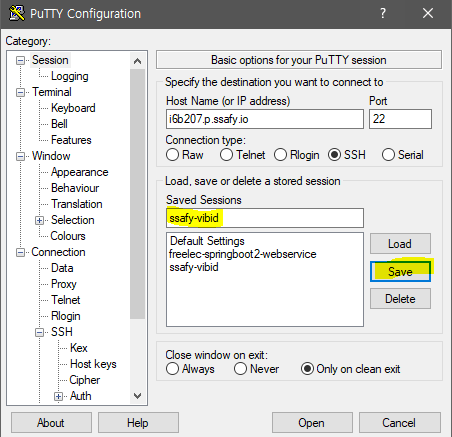 PuTTY Configuration
?
Category:
Session
Logging
Terminal
Keyboard
Bell
Features
Window
Appearance
Behaviour
Translation
Selection
Colours
Connection
Data
Proxy
Telnet
Rlogin
SSH
Kex
Host keys
Cipher
Auth
Basic options for your PuTTY session
Specify the destination you want to connect to
Host Name (or IP address) Port
i6b207.p.ssafy.io 22
Connection type:
Raw Telnet Rlogin SSH Serial
Load, save or delete a stored session
Saved Sessions
ssafy-vibid
Default Settings
freelec-springboot2-webservice
ssafy-vibid
Load
Save
Delete
Close window on exit:
Always Never Only on clean exit
About Help Open Cancel